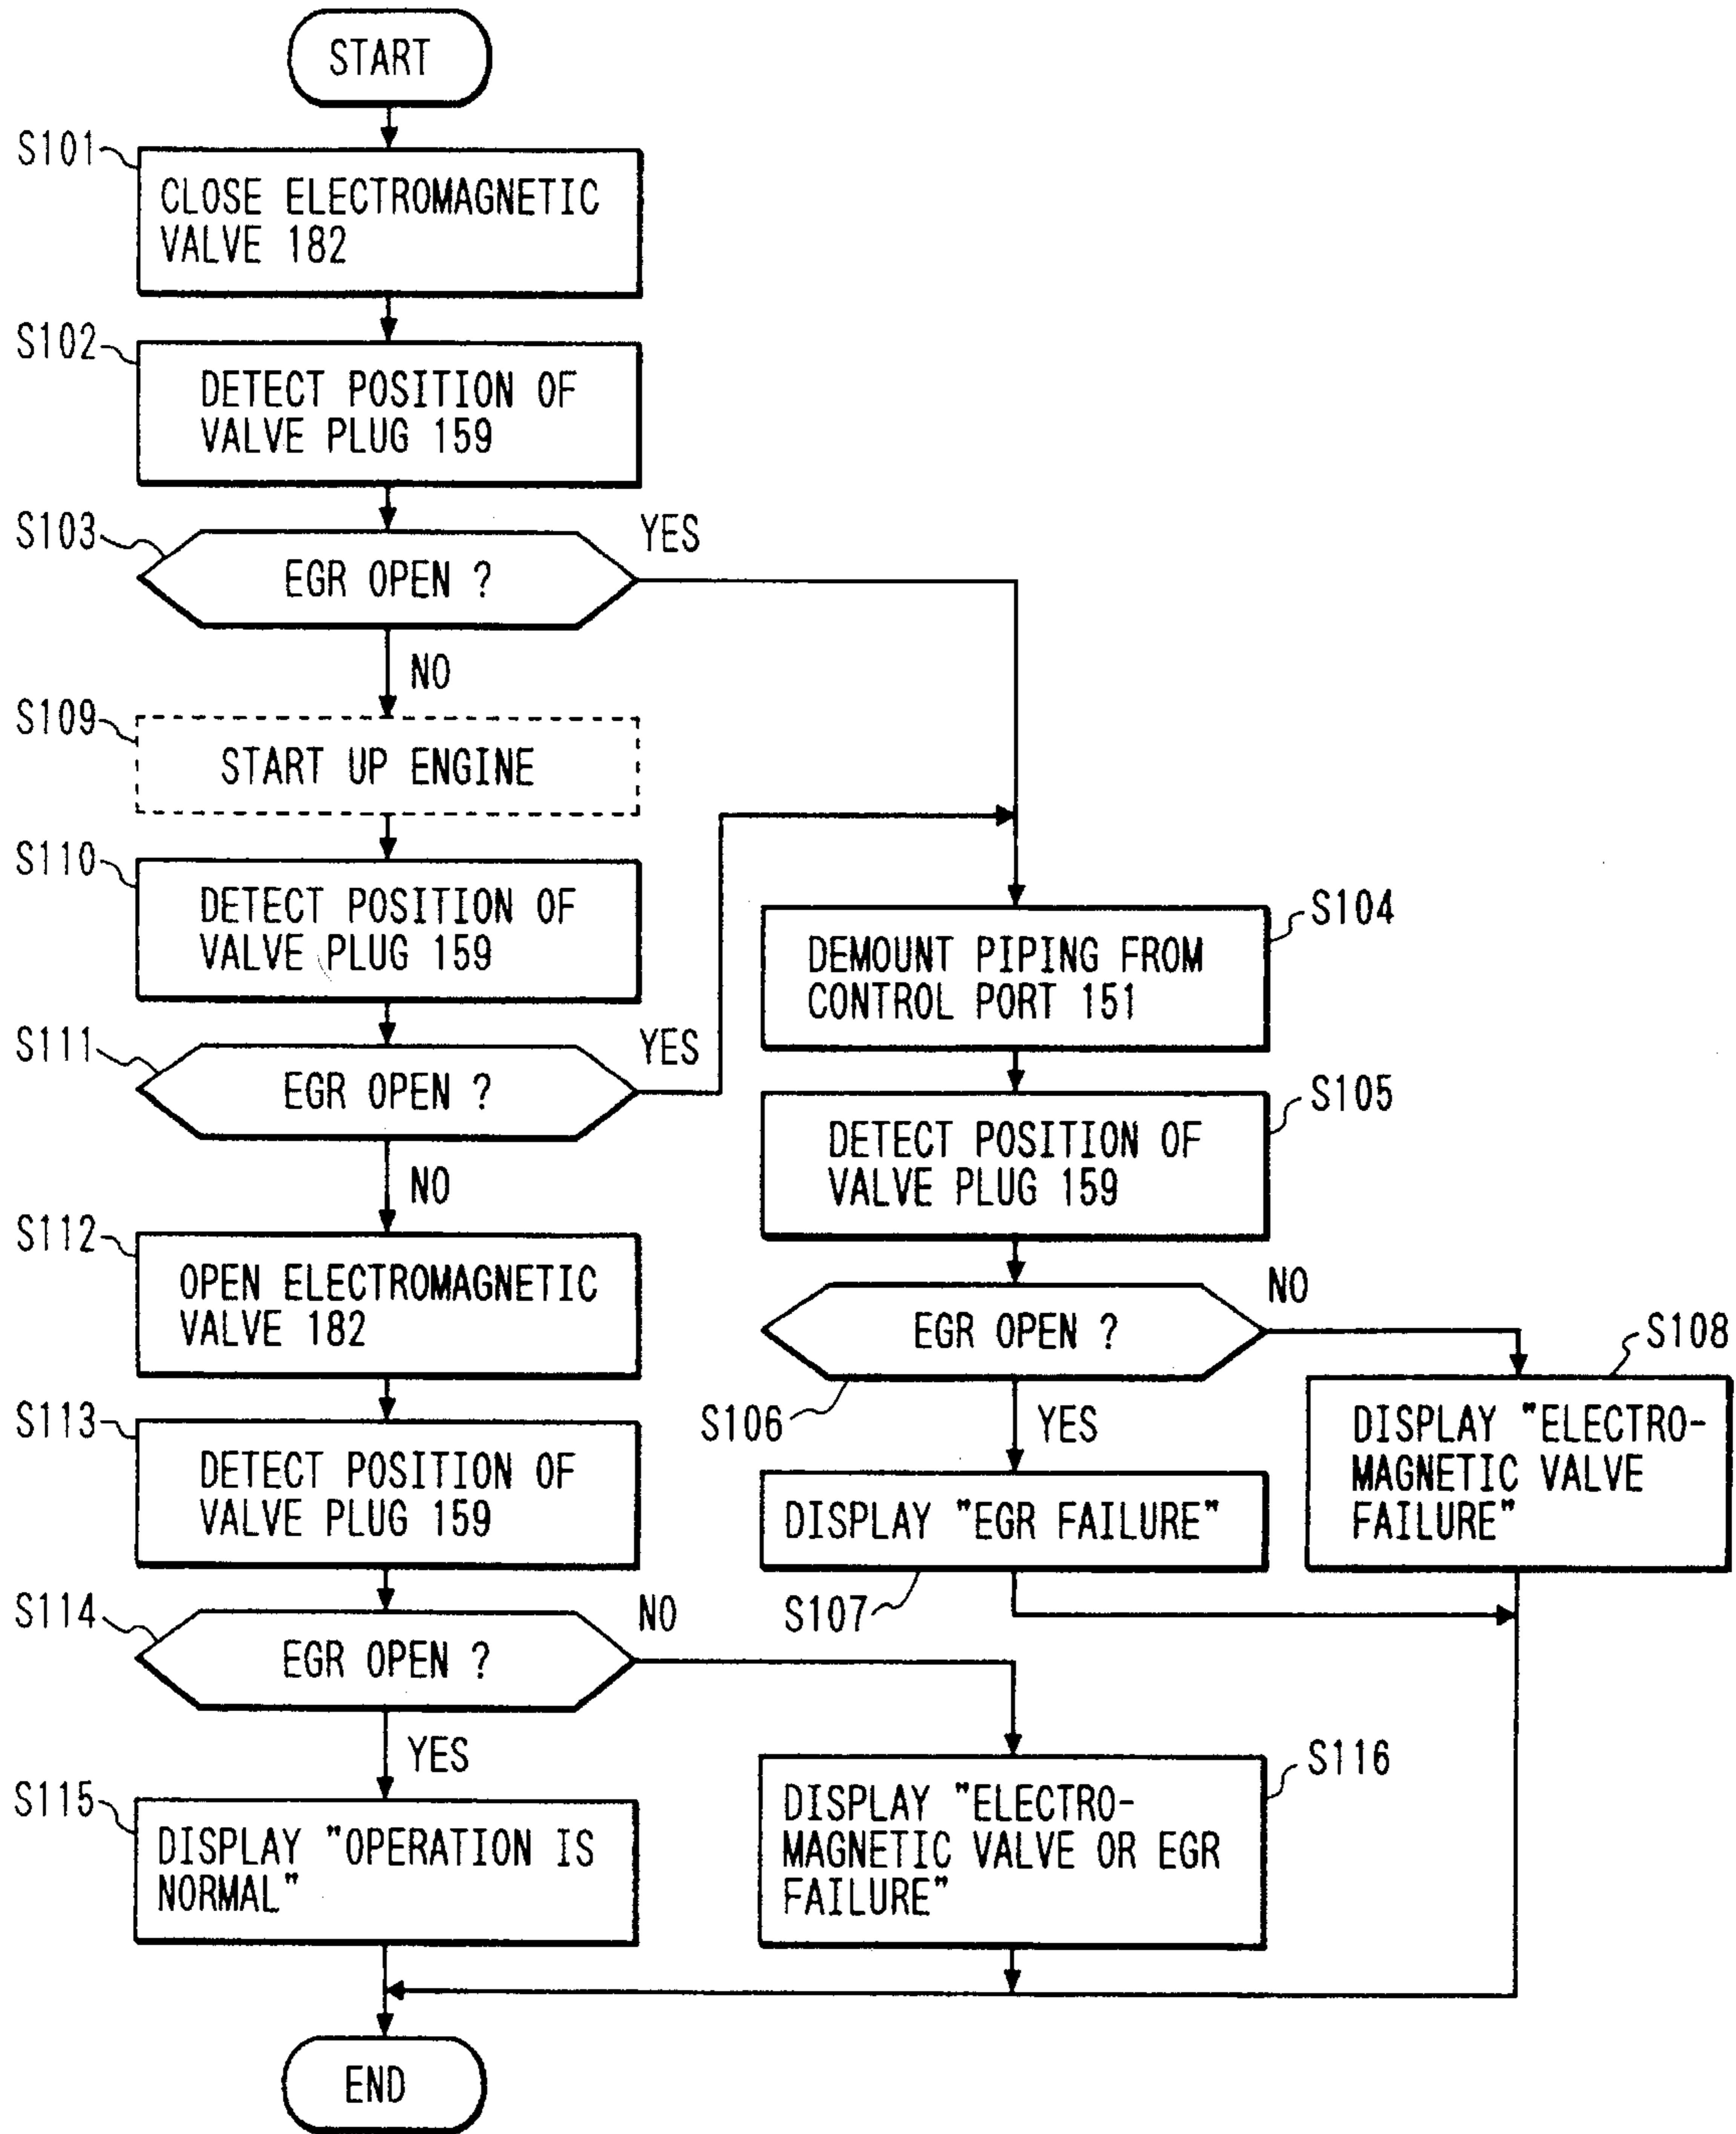 START
S101
CLOSE ELECTROMAGNETIC
VALVE 182
S102
DETECT POSITION OF
VALVE PLUG 159
S103
EGR OPEN ?
YES
NO
S109
START UP ENGINE
S110
DETECT POSITION OF
VALVE PLUG 159
S111
EGR OPEN ?
YES
NO
S104
DEMOUNT PIPING FROM
CONTROL PORT 151
S105
DETECT POSITION OF
VALVE PLUG 159
S106
EGR OPEN ?
NO
YES
S107
DISPLAY "EGR FAILURE"
S108
DISPLAY "ELECTRO-
MAGNETIC VALVE
FAILURE"
S112
OPEN ELECTROMAGNETIC
VALVE 182
S113
DETECT POSITION OF
VALVE PLUG 159
S114
EGR OPEN ?
NO
YES
S115
DISPLAY "OPERATION IS
NORMAL"
S116
DISPLAY "ELECTRO-
MAGNETIC VALVE OR EGR
FAILURE"
END